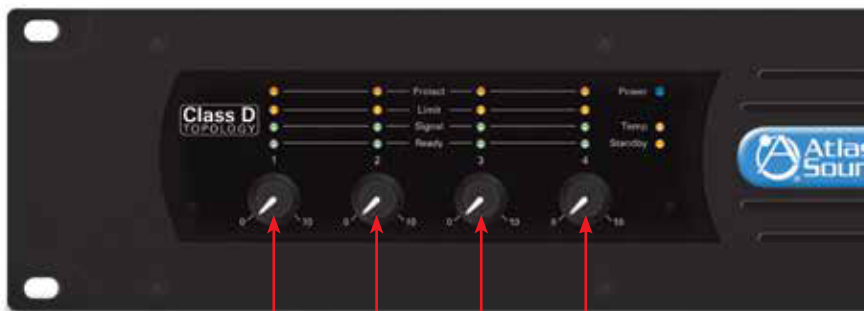 Class D
TOPOLOGY
Protect
Limit
Signal
Ready
Power
Temp
Standby
1 2 3 4
0 10 0 10 0 10 0 10
Atlas
Soun